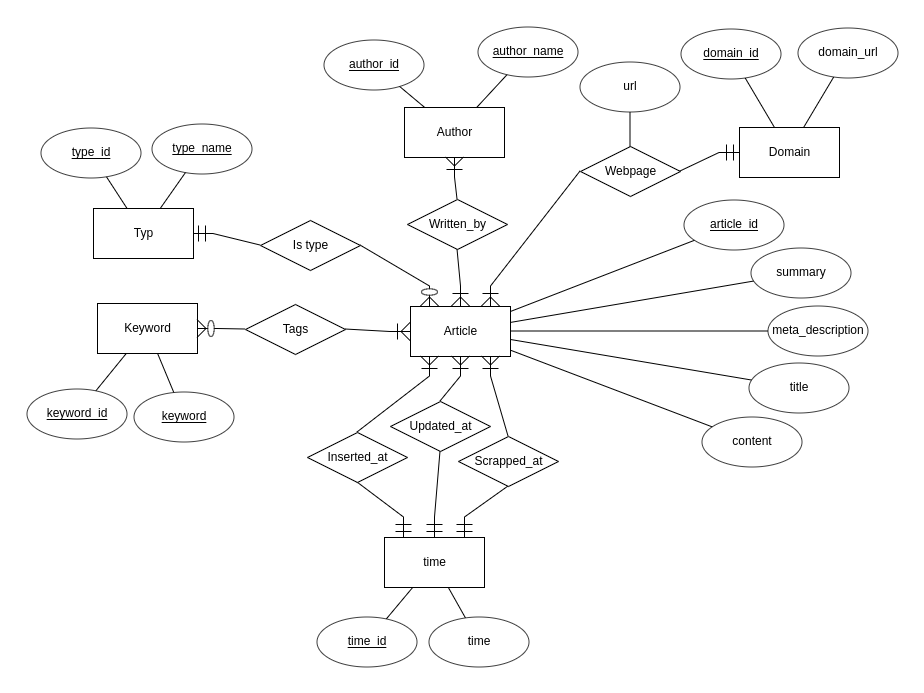 author_id
author_name
domain_id
domain_url
url
Author
Domain
type_id
type_name
Webpage
Typ
Is type
Written_by
article_id
summary
Keyword
Tags
Article
meta_description
title
keyword_id
keyword
Updated_at
content
Inserted_at
Scrapped_at
time
time_id
time